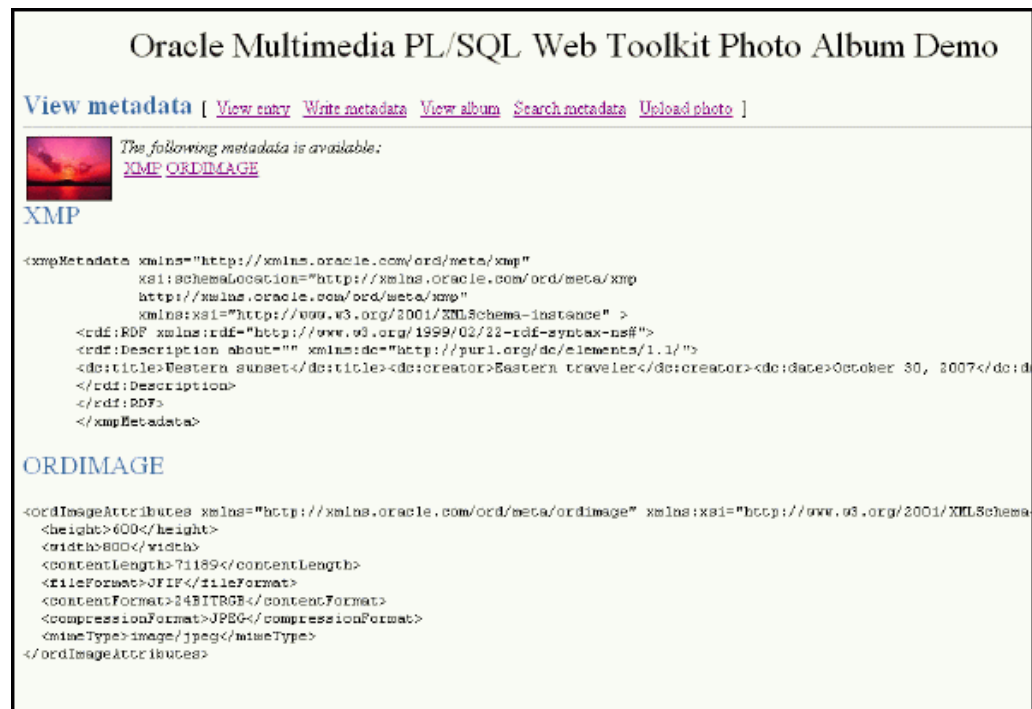 Oracle Multimedia PL/SQL Web Toolkit Photo Album Demo
View metadata [ View entry Write metadata View album Search metadata Upload photo ]
The following metadata is available:
XMP ORDIMAGE
XMP
<xmpMetadata xmlns="http://xmlns.oracle.com/ord/meta/xmp"
xsi:schemaLocation="http://xmlns.oracle.com/ord/meta/xmp
http://xmlns.oracle.com/ord/meta/xmp"
xmlns:xsi="http://www.w3.org/2001/XMLSchema-instance" >
<rdf:RDF xmlns:rdf="http://www.w3.org/1999/02/22-rdf-syntax-ns#">
<rdf:Description about="" xmlns:dc="http://purl.org/dc/elements/1.1/">
<dc:title>Western sunset</dc:title><dc:creator>Eastern traveler</dc:creator><dc:date>October 30, 2007</dc:d
</rdf:Description>
</rdf:RDF>
</xmpMetadata>
ORDIMAGE
<ordImageAttributes xmlns="http://xmlns.oracle.com/ord/meta/ordimage" xmlns:xsi="http://www.w3.org/2001/XMLSchema-
<height>600</height>
<width>800</width>
<contentLength>71189</contentLength>
<fileFormat>JFIF</fileFormat>
<contentFormat>24BITRGB</contentFormat>
<compressionFormat>JPEG</compressionFormat>
<mimeType>image/jpeg</mimeType>
</ordImageAttributes>